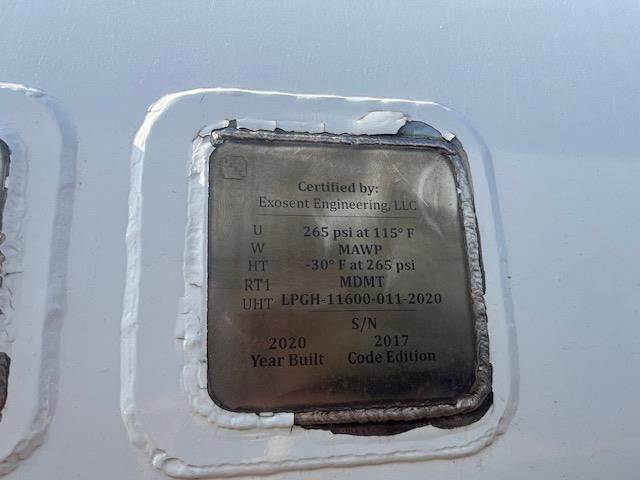 Certified by:
Exosent Engineering, LLC
U 265 psi at 115° F
W MAWP
HT -30° F at 265 psi
RT1 MDMT
UHT LPGH-11600-011-2020
S/N
2020 2017
Year Built Code Edition